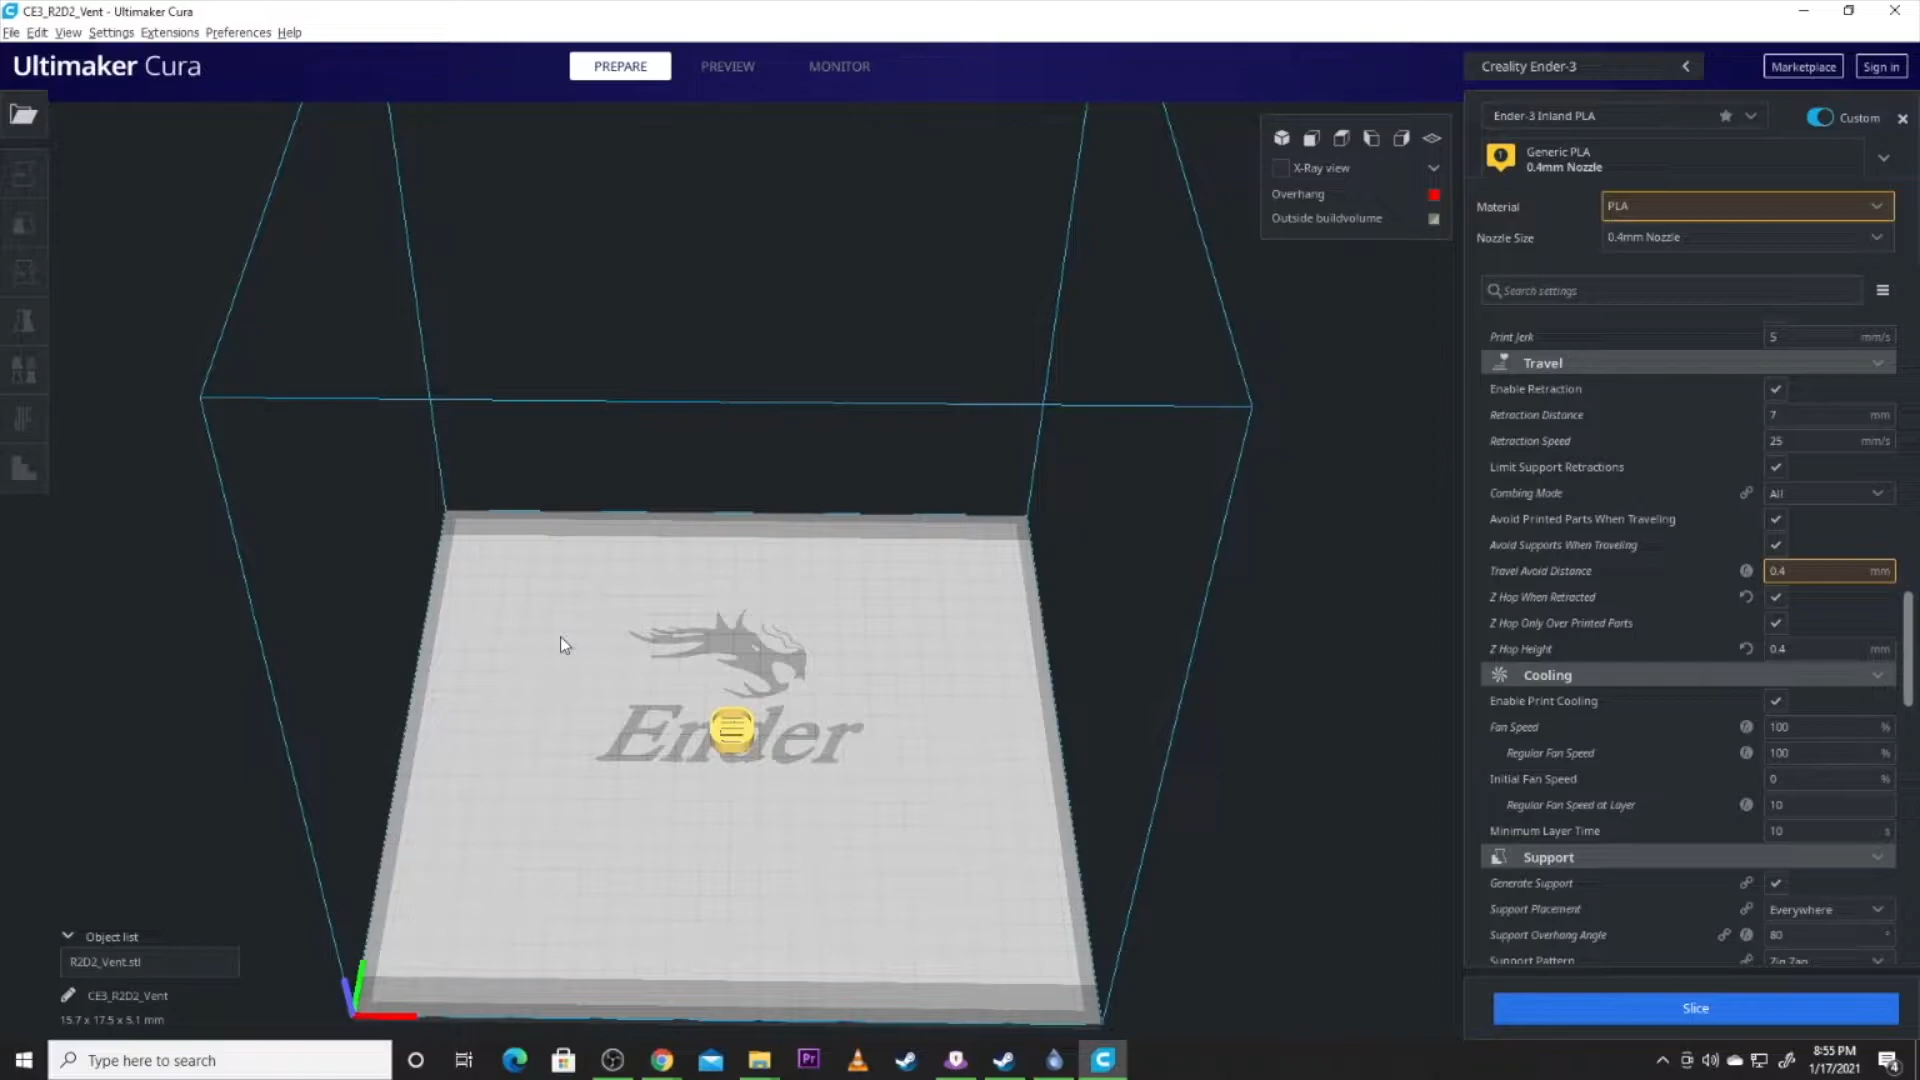 CE3_R2D2_Vent - Ultimaker Cura
File Edit View Settings Extensions Preferences Help
Ultimaker Cura
PREPARE PREVIEW MONITOR
Creality Ender-3
Marketplace
Sign in
Ender-3 Inland PLA
Custom
Generic PLA
0.4mm Nozzle
Material PLA
Nozzle Size 0.4mm Nozzle
Search settings
X-Ray view
Overhang
Outside buildvolume
Print Jerk 5 mm/s
Travel
Enable Retraction
Retraction Distance 7 mm
Retraction Speed 25 mm/s
Limit Support Retractions
Combing Mode All
Avoid Printed Parts When Traveling
Avoid Supports When Traveling
Travel Avoid Distance 0.4 mm
Z Hop When Retracted
Z Hop Only Over Printed Parts
Z Hop Height 0.4 mm
Cooling
Enable Print Cooling
Fan Speed 100 %
Regular Fan Speed 100 %
Initial Fan Speed 0 %
Regular Fan Speed at Layer 10
Minimum Layer Time 10 s
Support
Generate Support
Support Placement Everywhere
Support Overhang Angle 80 °
Support Pattern Zig Zag
Slice
Ender
Object list
R2D2_Vent.stl
CE3_R2D2_Vent
15.7 x 17.5 x 5.1 mm
Type here to search
Pr
8:55 PM
1/17/2021
4